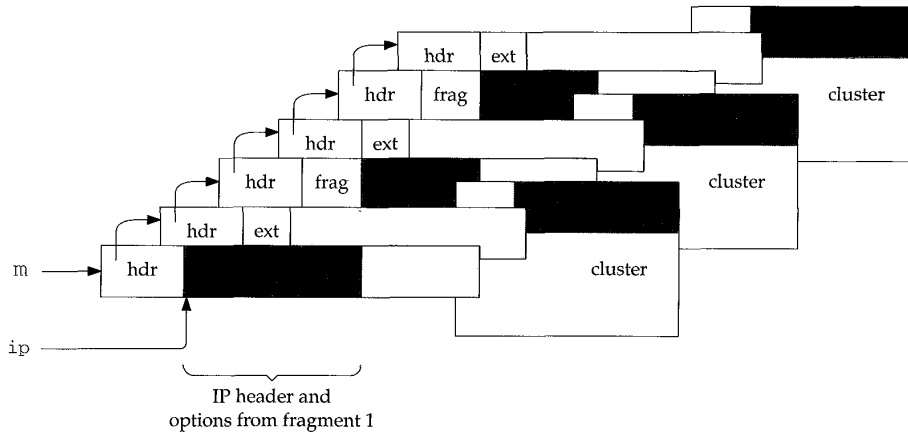 hdr ext
cluster
hdr frag
hdr ext
cluster
hdr frag
hdr ext
cluster
m hdr
ip
IP header and
options from fragment 1